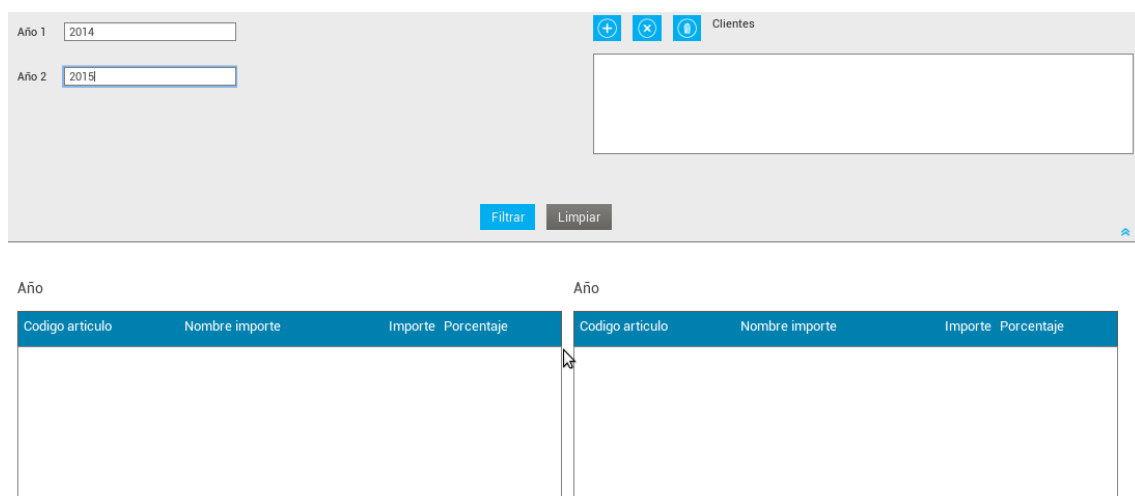 Año 1 2014
Clientes
Año 2 2015
Filtrar Limpiar
Año Año
Codigo articulo Nombre importe Importe Porcentaje Codigo articulo Nombre importe Importe Porcentaje